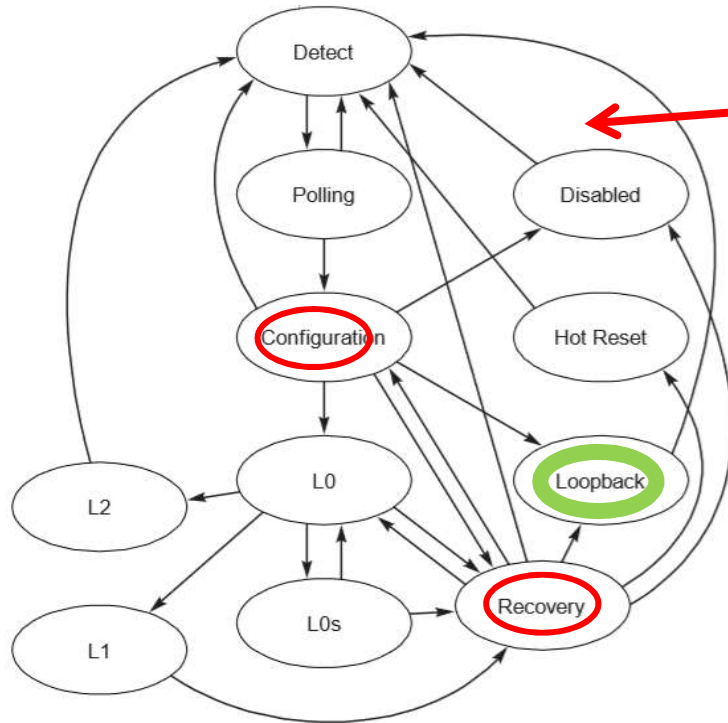 Detect
Polling
Disabled
Configuration
Hot Reset
L0
Loopback
L2
L0s
Recovery
L1